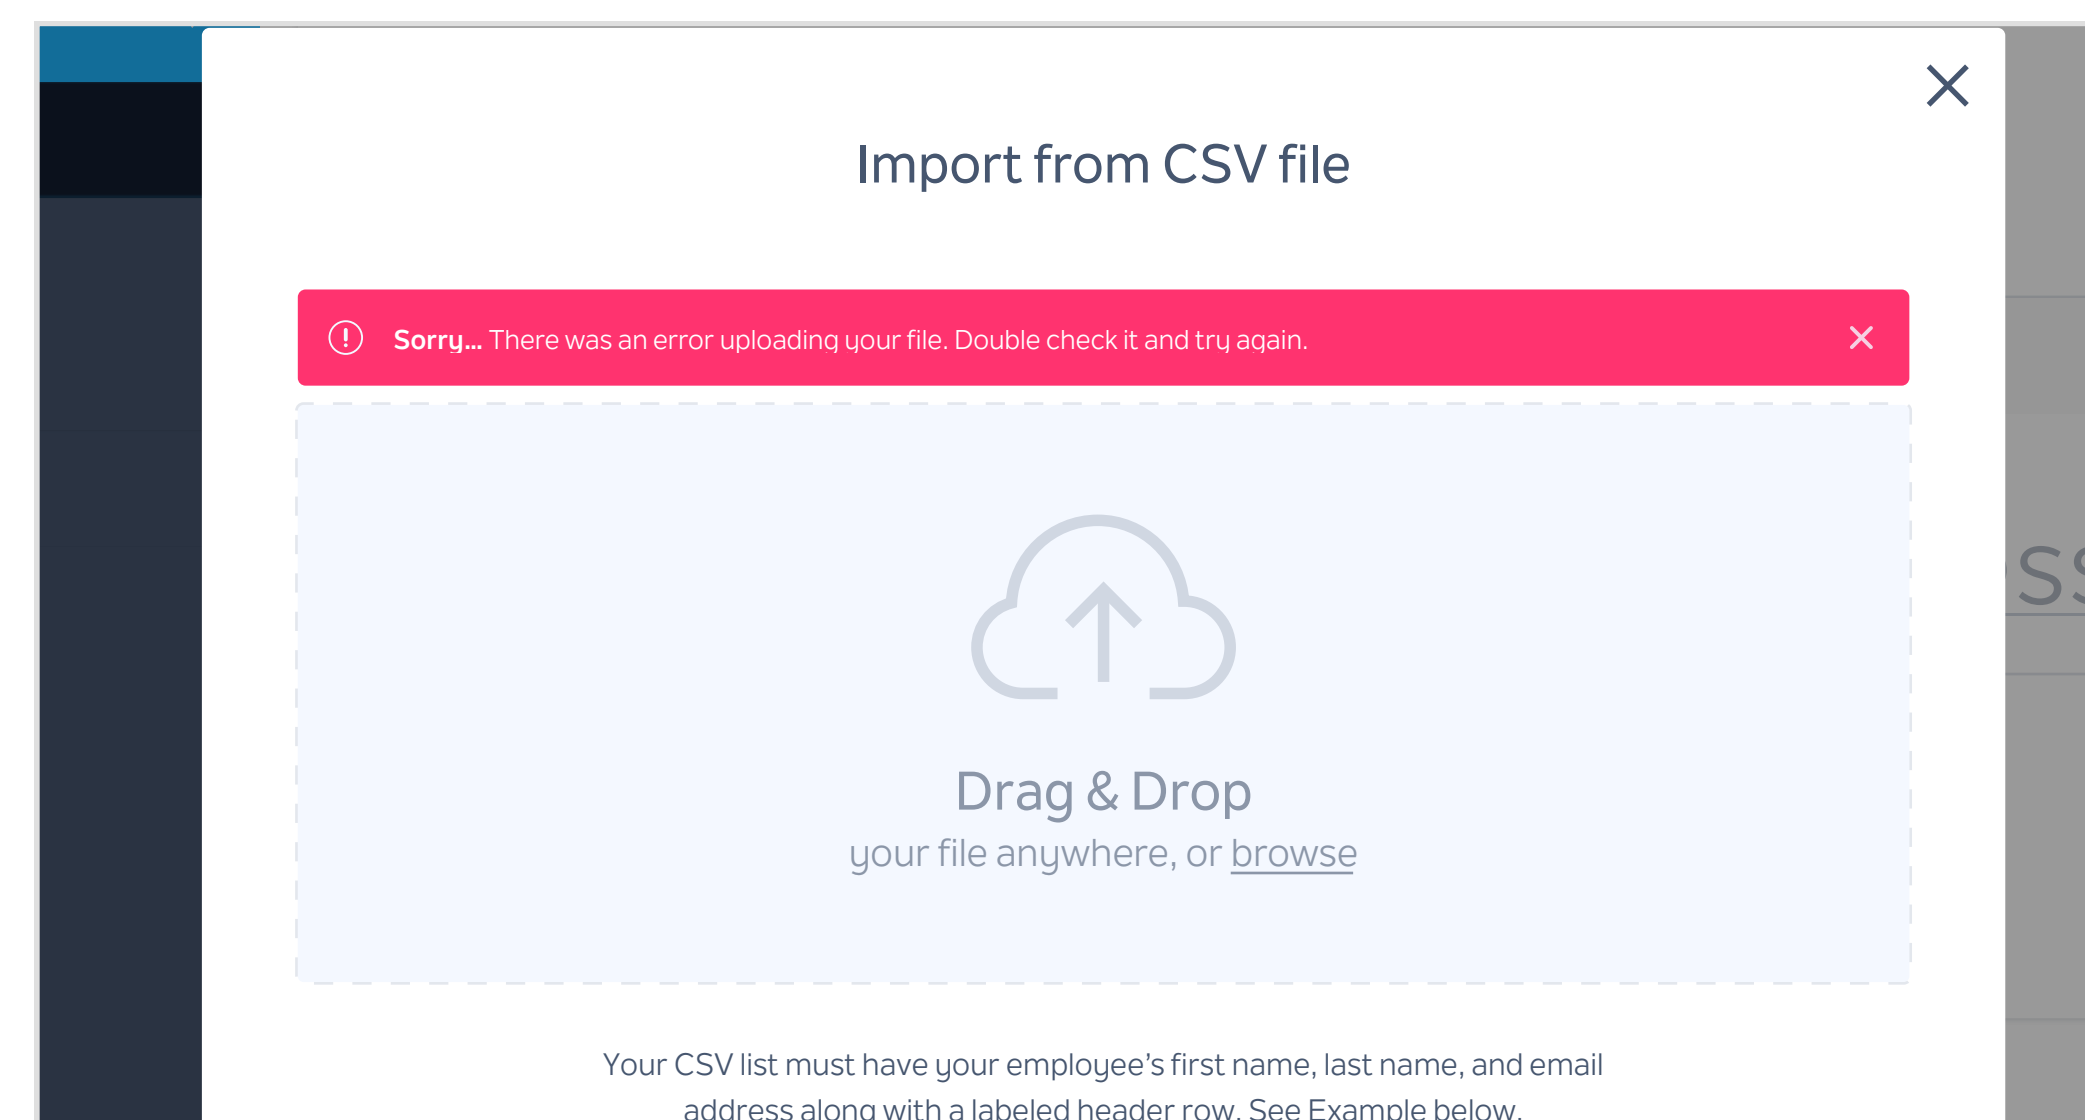 Import from CSV file
Sorry... There was an error uploading your file. Double check it and try again.
Drag & Drop
your file anywhere, or browse
Your CSV list must have your employee’s first name, last name, and email
address along with a labeled header row. See Example below.